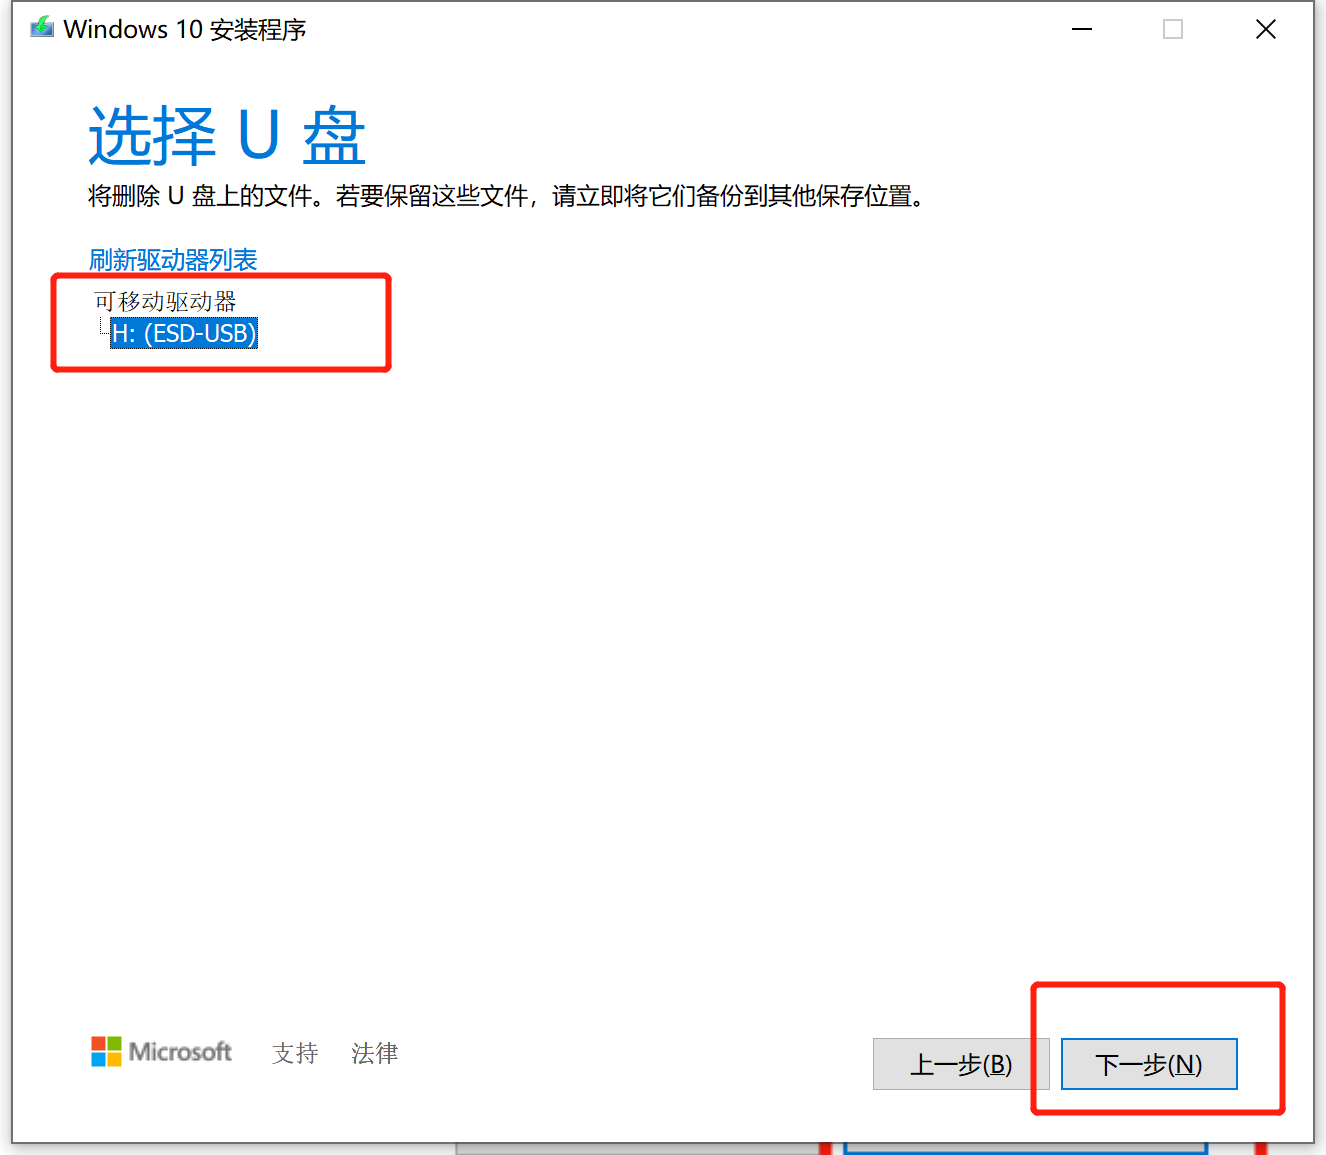 Windows 10 安装程序
选择 U 盘
将删除 U 盘上的文件。若要保留这些文件，请立即将它们备份到其他保存位置。
刷新驱动器列表
可移动驱动器
H: (ESD-USB)
Microsoft 支持 法律 上一步(B) 下一步(N)